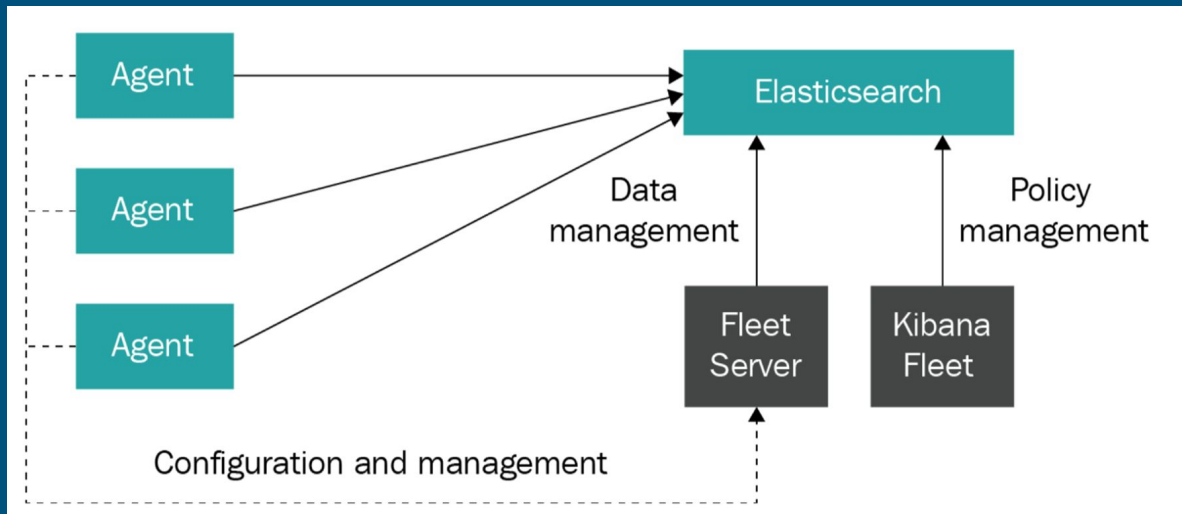 Agent
Elasticsearch
Agent
Data
management
Policy
management
Agent
Fleet
Server
Kibana
Fleet
Configuration and management